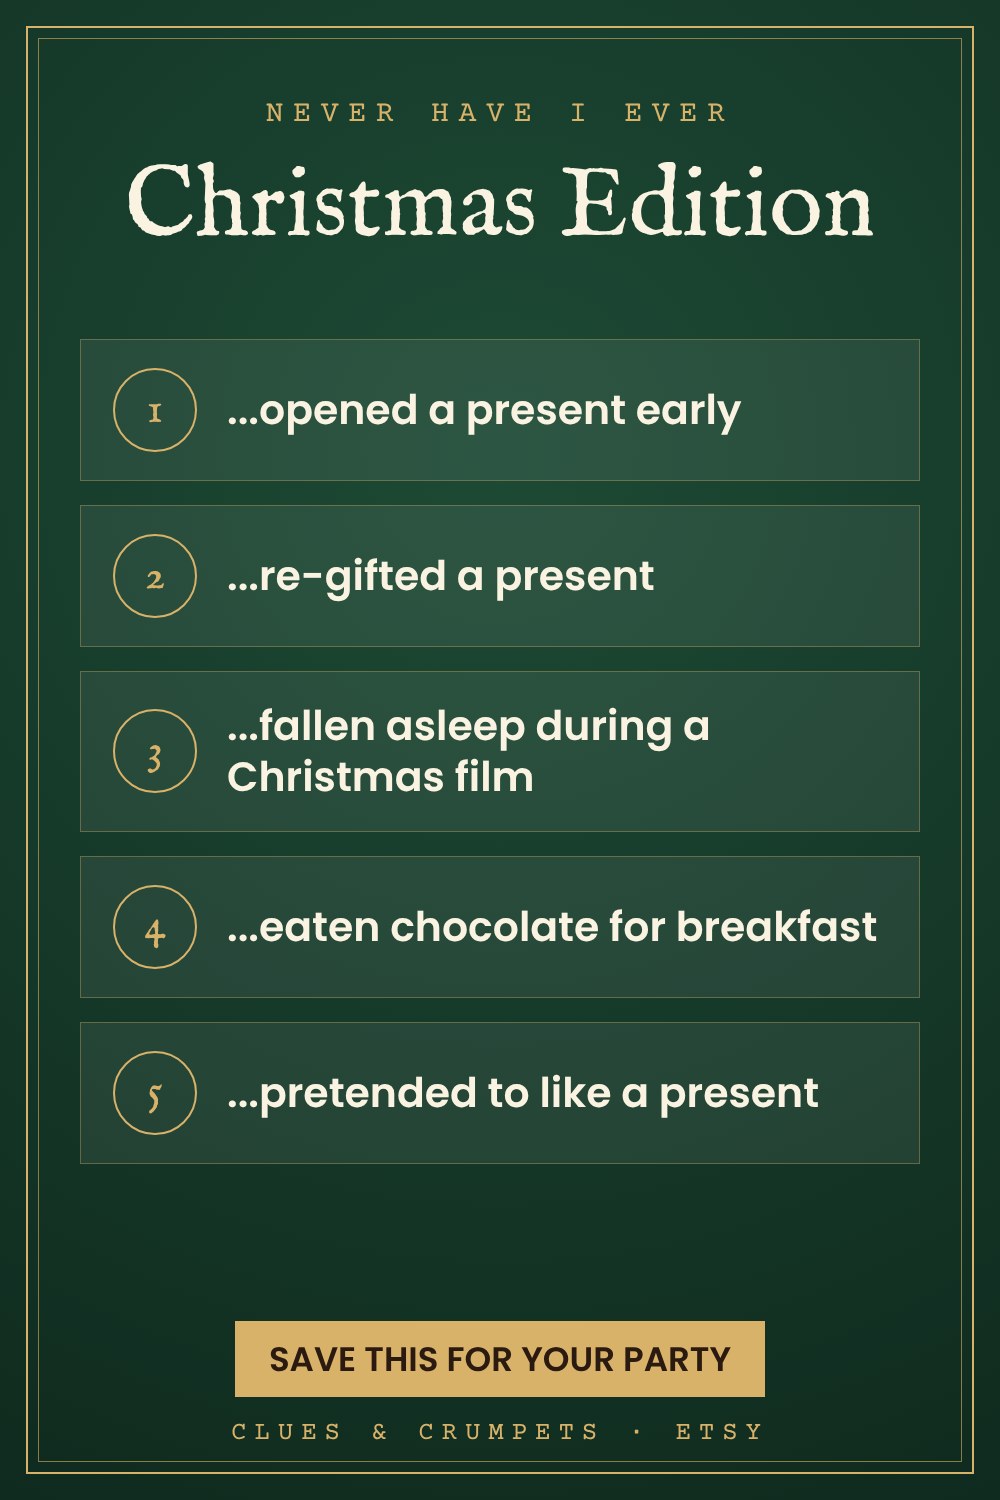 NEVER HAVE I EVER
Christmas Edition
1 ...opened a present early
2 ...re-gifted a present
3 ...fallen asleep during a
Christmas film
4 ...eaten chocolate for breakfast
5 ...pretended to like a present
SAVE THIS FOR YOUR PARTY
CLUES & CRUMPETS · ETSY